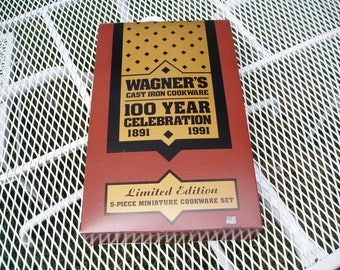 WAGNER'S
CAST IRON COOKWARE
100 YEAR
CELEBRATION
1891 1991
Limited Edition
5-PIECE MINIATURE COOKWARE SET